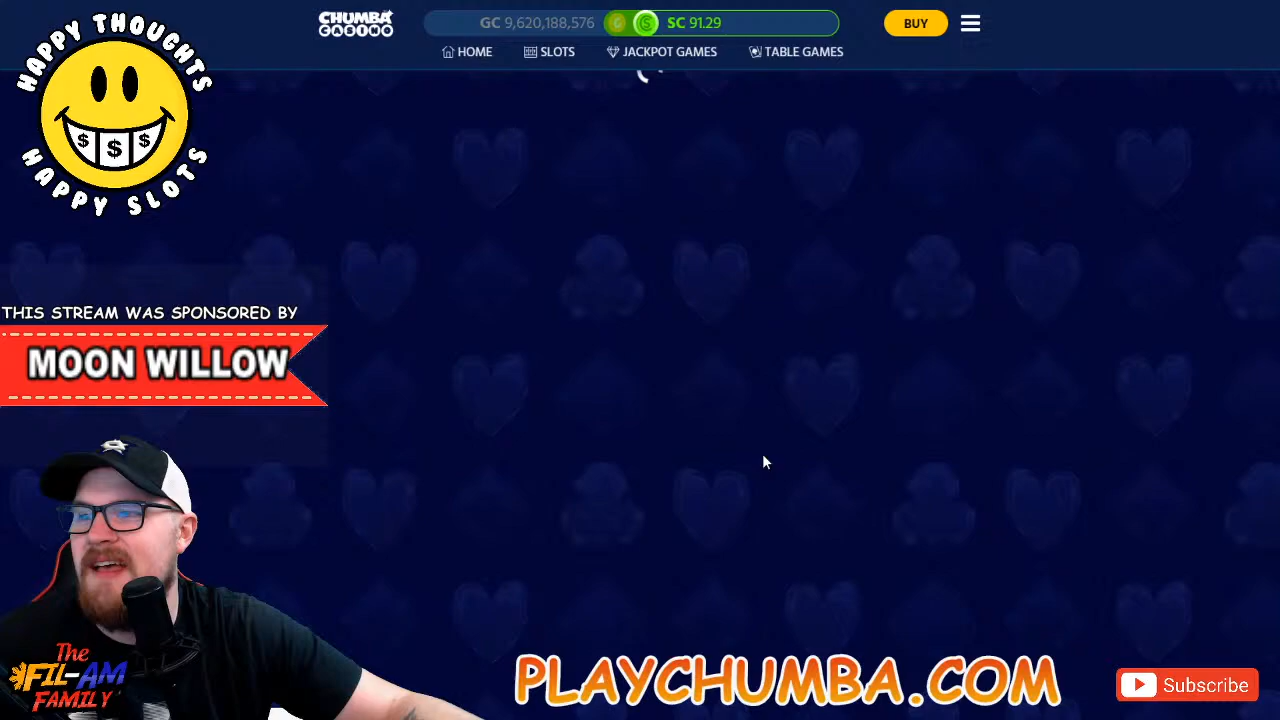 HAPPY THOUGHTS
$ $ $
HAPPY SLOTS
CHUMBA
CASINO
GC 9,620,188,576 SC 91.29
BUY
HOME SLOTS JACKPOT GAMES TABLE GAMES
THIS STREAM WAS SPONSORED BY
MOON WILLOW
The
FIL-AM
FAMILY
PLAYCHUMBA.COM
Subscribe